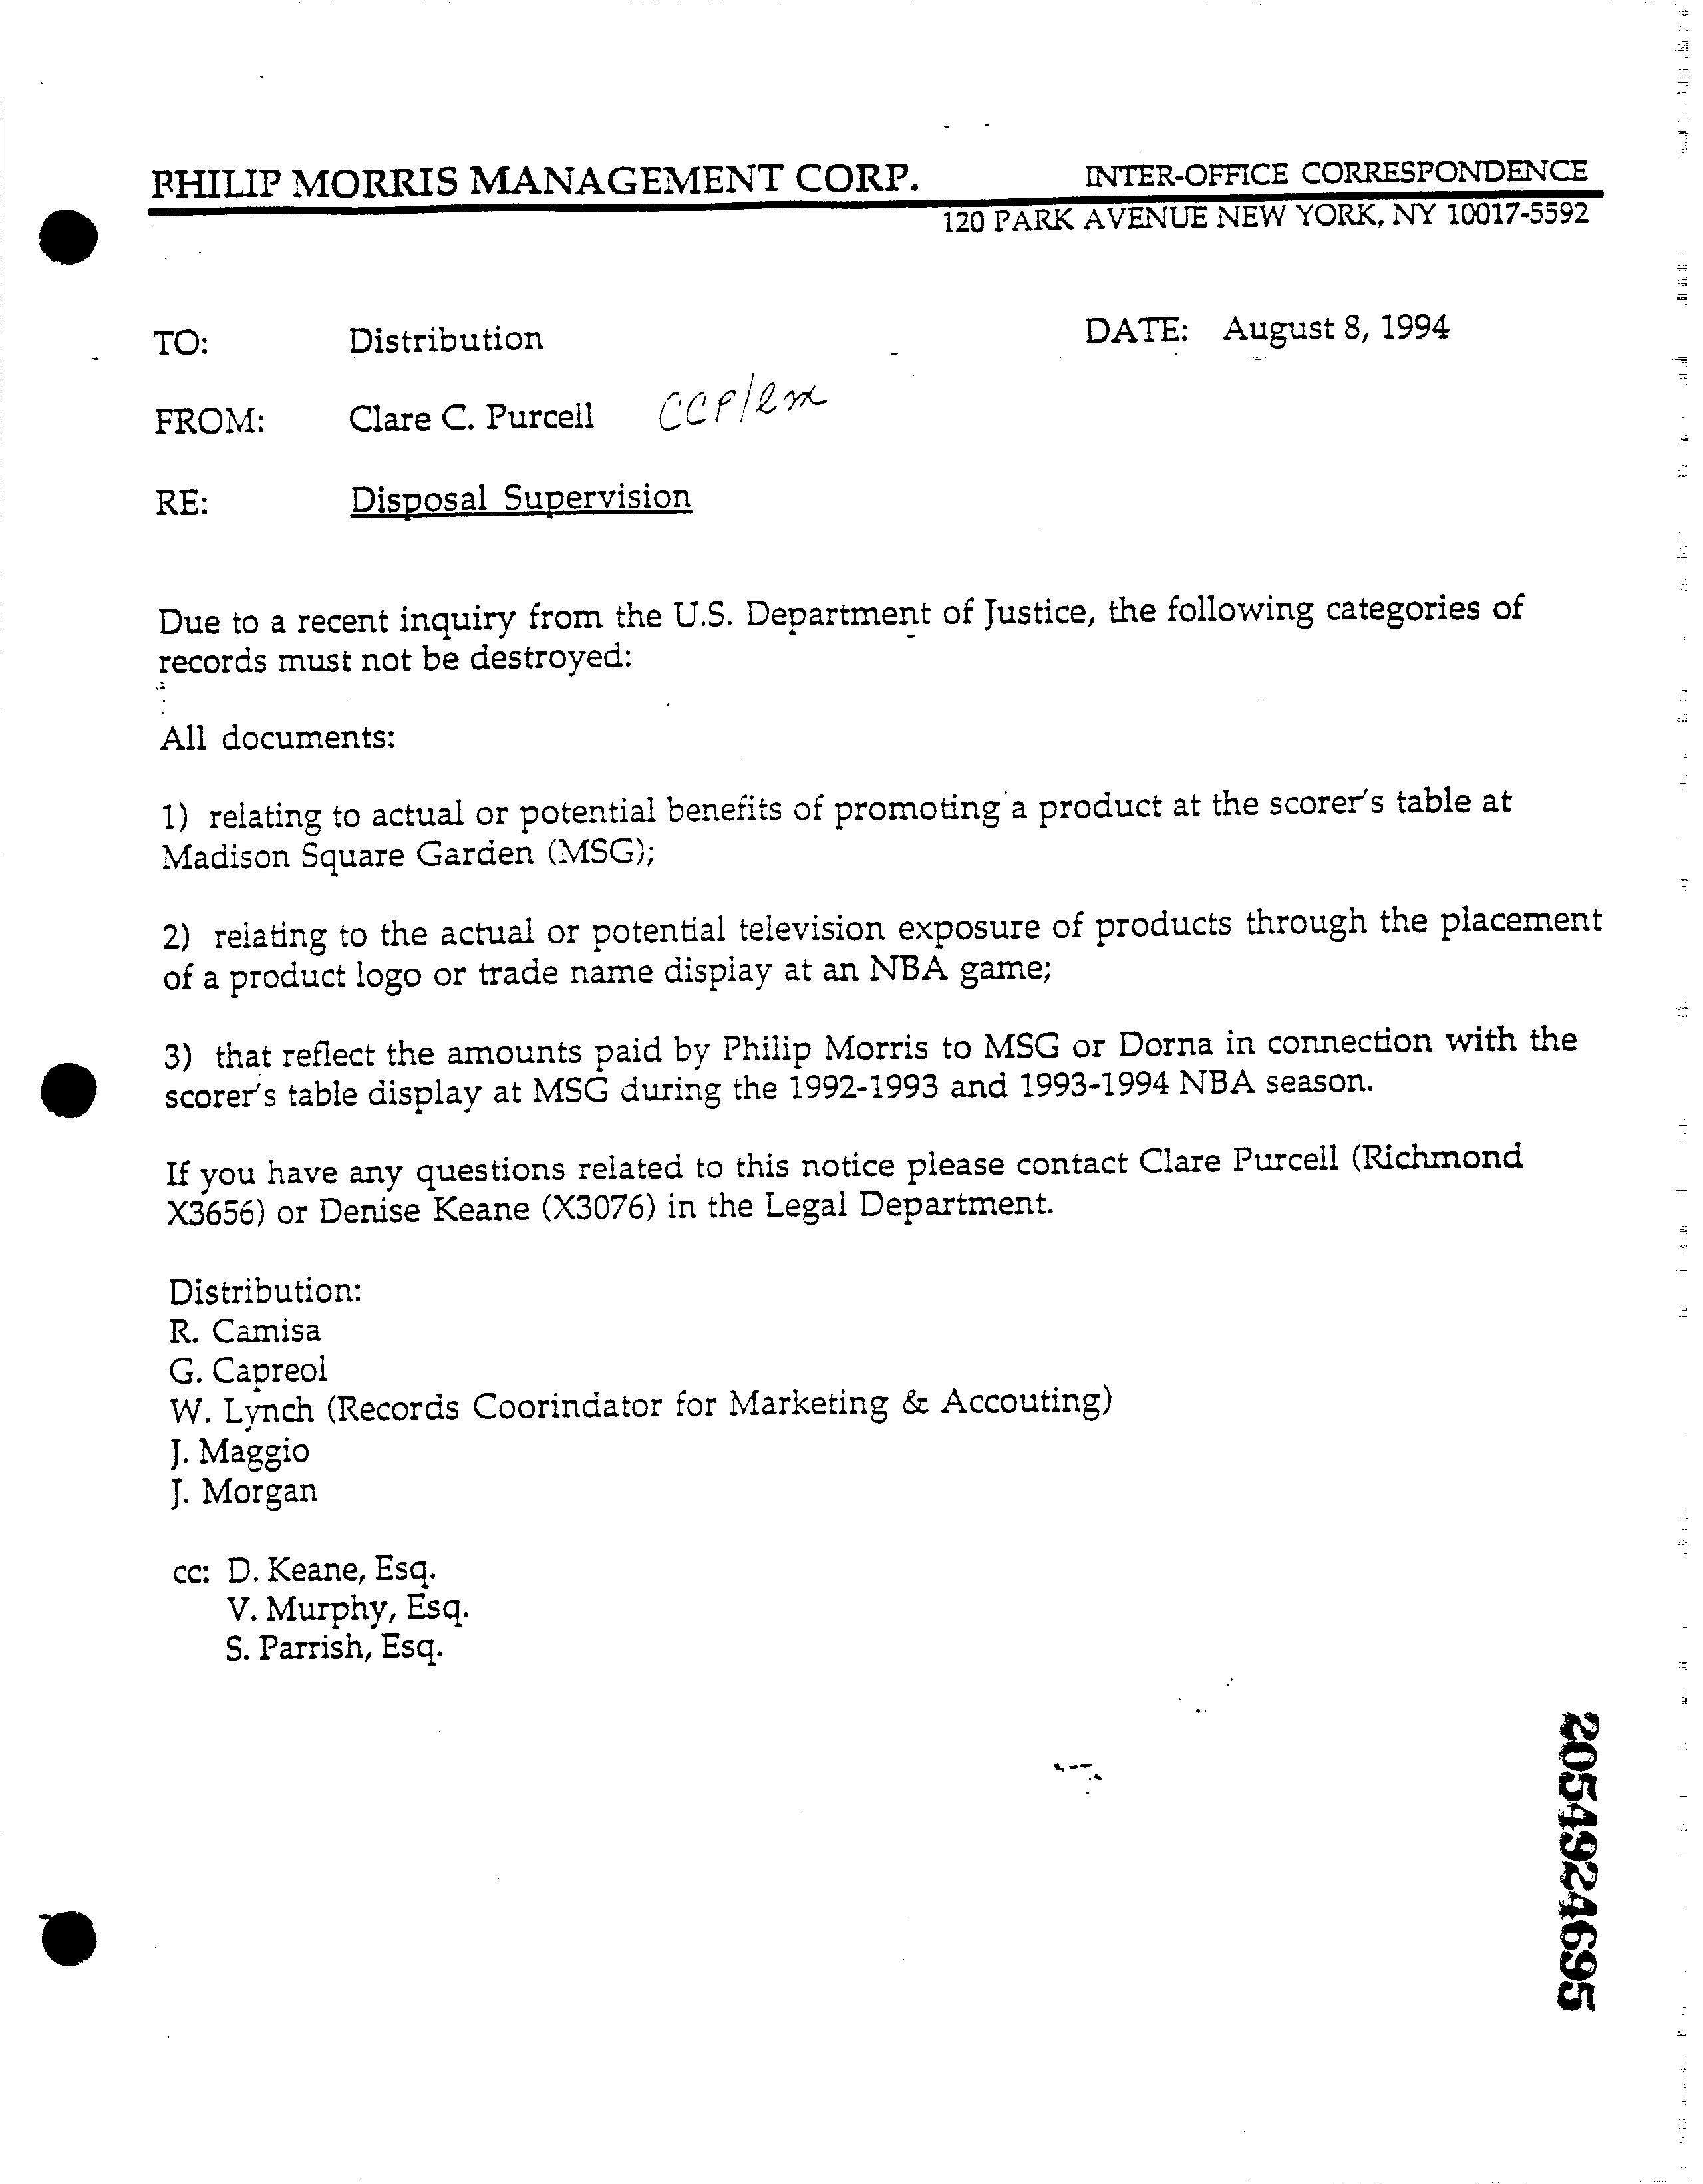 PHILIP MORRIS MANAGEMENT CORP. INTER-OFFICE CORRESPONDENCE
120 PARK AVENUE NEW YORK, NY 10017-5592
TO: Distribution DATE: August 8, 1994
FROM: Clare C. Purcell CCP/lm
RE: Disposal Supervision
Due to a recent inquiry from the U.S. Department of Justice, the following categories of
records must not be destroyed:
All documents:
1) relating to actual or potential benefits of promoting a product at the scorer's table at
Madison Square Garden (MSG);
2) relating to the actual or potential television exposure of products through the placement
of a product logo or trade name display at an NBA game;
3) that reflect the amounts paid by Philip Morris to MSG or Dorna in connection with the
scorer's table display at MSG during the 1992-1993 and 1993-1994 NBA season.
If you have any questions related to this notice please contact Clare Purcell (Richmond
X3656) or Denise Keane (X3076) in the Legal Department.
Distribution:
R. Camisa
G. Capreol
W. Lynch (Records Coorindator for Marketing & Accouting)
J. Maggio
J. Morgan
cc: D. Keane, Esq.
V. Murphy, Esq.
S. Parrish, Esq.
2054924695